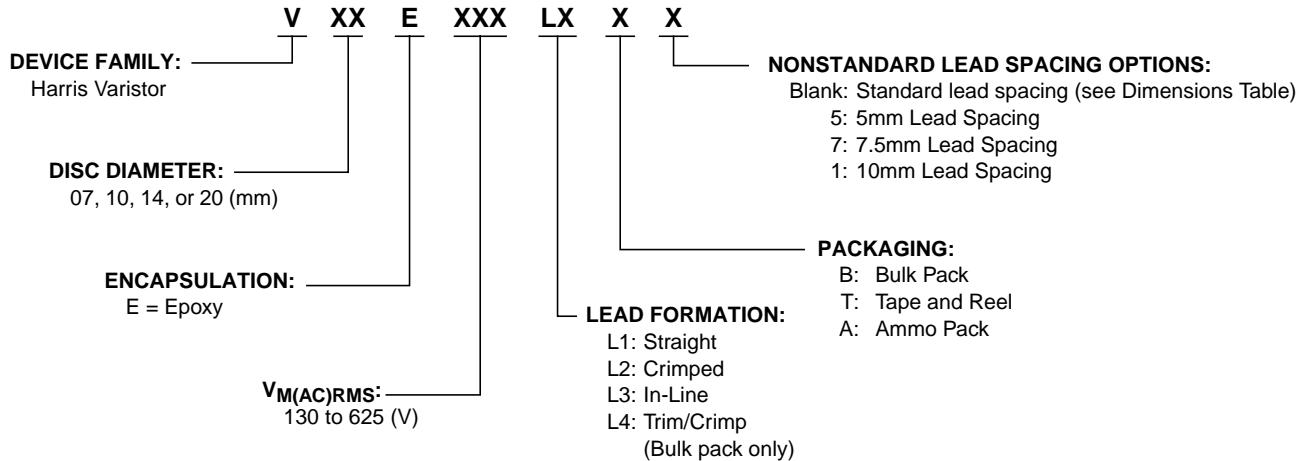 V XX E XXX LX X X
DEVICE FAMILY:
Harris Varistor
DISC DIAMETER:
07, 10, 14, or 20 (mm)
ENCAPSULATION:
E = Epoxy
VM(AC)RMS:
130 to 625 (V)
LEAD FORMATION:
L1: Straight
L2: Crimped
L3: In-Line
L4: Trim/Crimp
(Bulk pack only)
PACKAGING:
B: Bulk Pack
T: Tape and Reel
A: Ammo Pack
NONSTANDARD LEAD SPACING OPTIONS:
Blank: Standard lead spacing (see Dimensions Table)
5: 5mm Lead Spacing
7: 7.5mm Lead Spacing
1: 10mm Lead Spacing